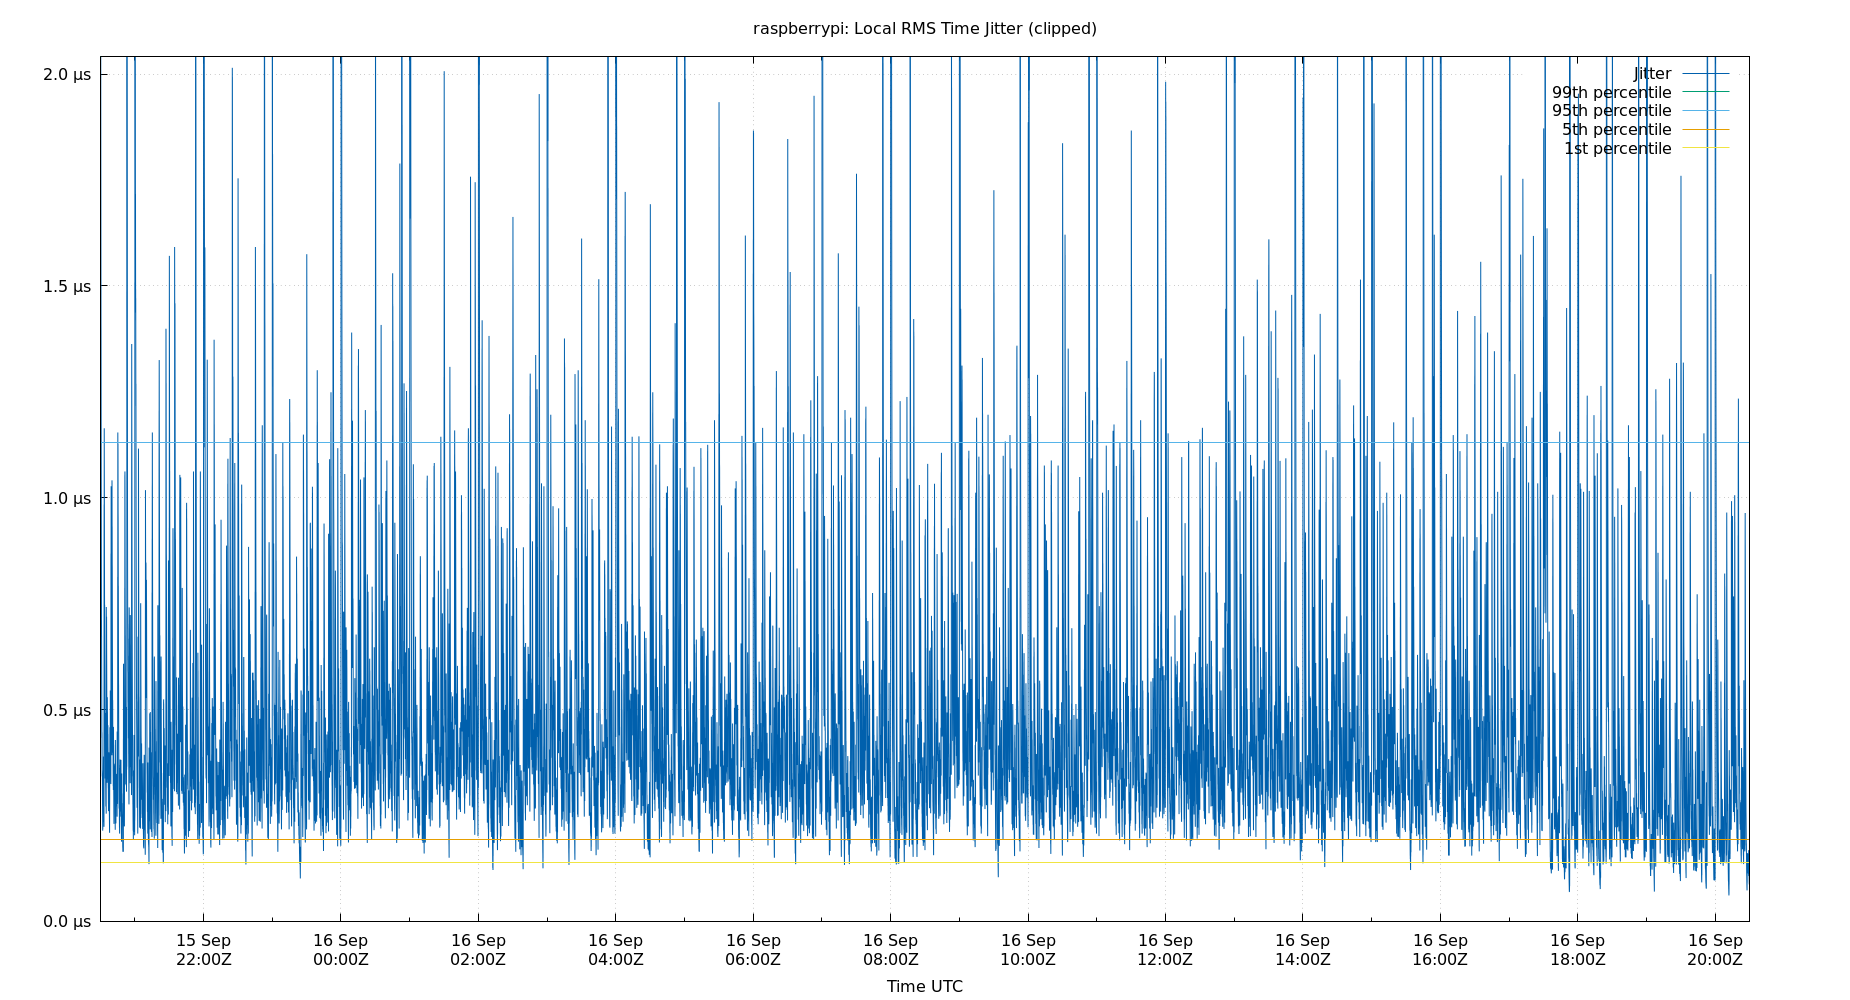 raspberrypi: Local RMS Time Jitter (clipped)
2.0 μs
1.5 μs
1.0 μs
0.5 μs
0.0 μs
Jitter
99th percentile
95th percentile
5th percentile
1st percentile
15 Sep 16 Sep 16 Sep 16 Sep 16 Sep 16 Sep 16 Sep 16 Sep 16 Sep 16 Sep 16 Sep 16 Sep
22:00Z 00:00Z 02:00Z 04:00Z 06:00Z 08:00Z 10:00Z 12:00Z 14:00Z 16:00Z 18:00Z 20:00Z
Time UTC